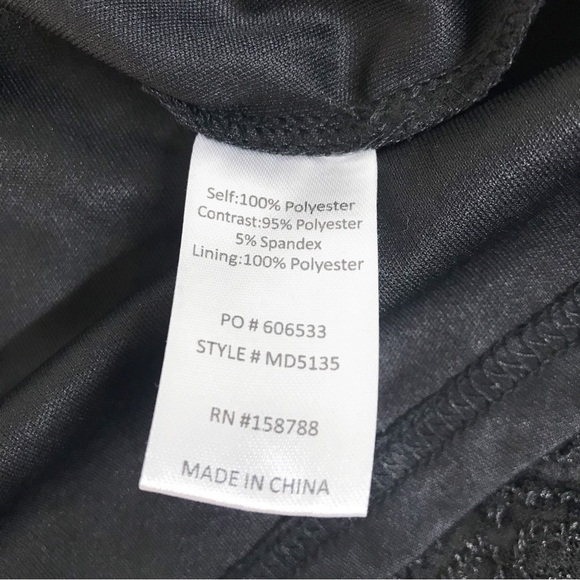 Self:100% Polyester
Contrast:95% Polyester
5% Spandex
Lining:100% Polyester
PO # 606533
STYLE # MD5135
RN #158788
MADE IN CHINA